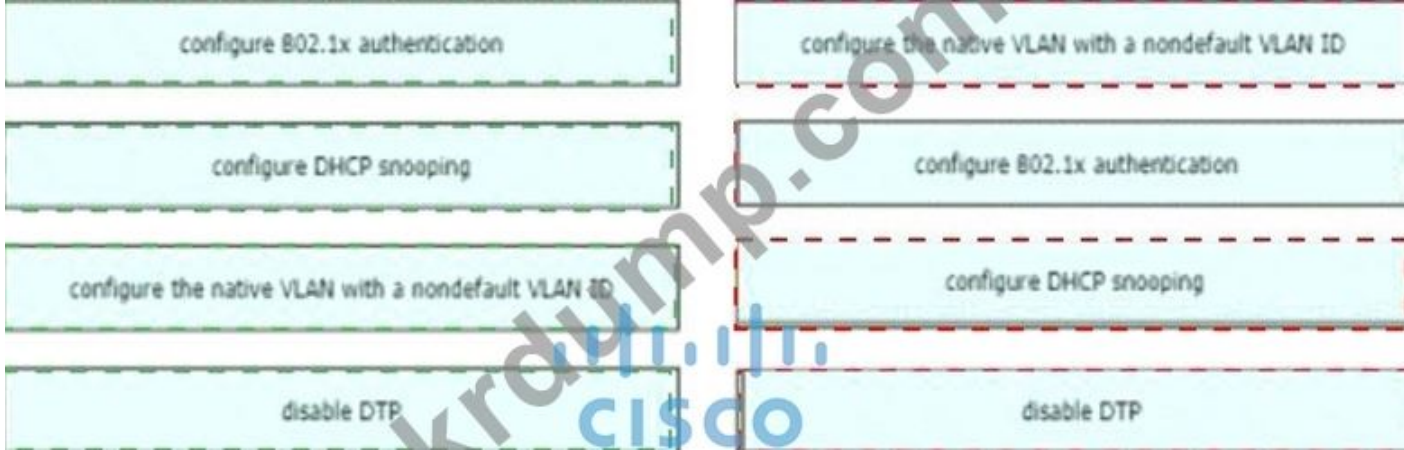 configure 802.1x authentication
configure the native VLAN with a nondefault VLAN ID
configure DHCP snooping
configure 802.1x authentication
configure the native VLAN with a nondefault VLAN ID
configure DHCP snooping
disable DTP
disable DTP
krdump.com
CISCO